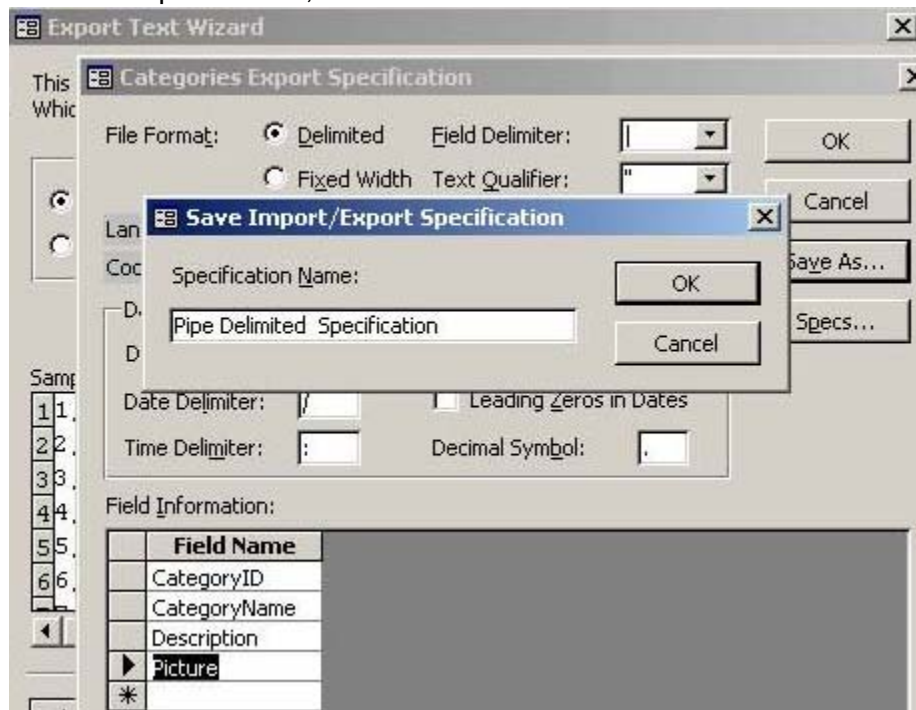 Export Text Wizard
This
Whic
Categories Export Specification
File Format: Delimited Field Delimiter: |
Fixed Width Text Qualifier: "
OK
Cancel
Save As...
Specs...
Lan
Coc
Save Import/Export Specification
Specification Name:
Pipe Delimited Specification
OK
Cancel
D
Date Delimiter: / Leading Zeros in Dates
Time Delimiter: : Decimal Symbol: .
Samp
1 1
2 2
3 3
4 4
5 5
6 6
Field Information:
Field Name
CategoryID
CategoryName
Description
Picture